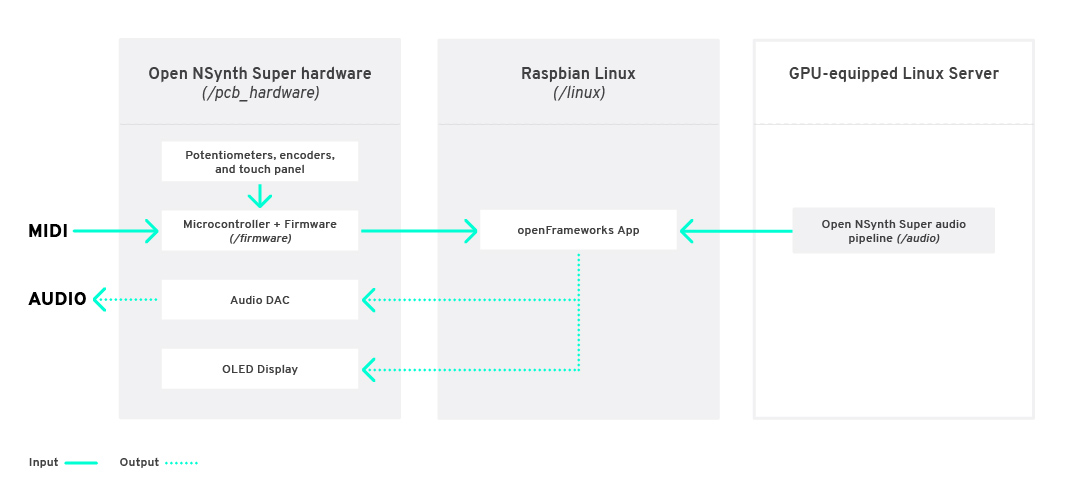 Open NSynth Super hardware
(/pcb_hardware)
Raspbian Linux
(/linux)
GPU-equipped Linux Server
Potentiometers, encoders,
and touch panel
MIDI
Microcontroller + Firmware
(/firmware)
openFrameworks App
Open NSynth Super audio
pipeline (/audio)
AUDIO
Audio DAC
OLED Display
Input
Output